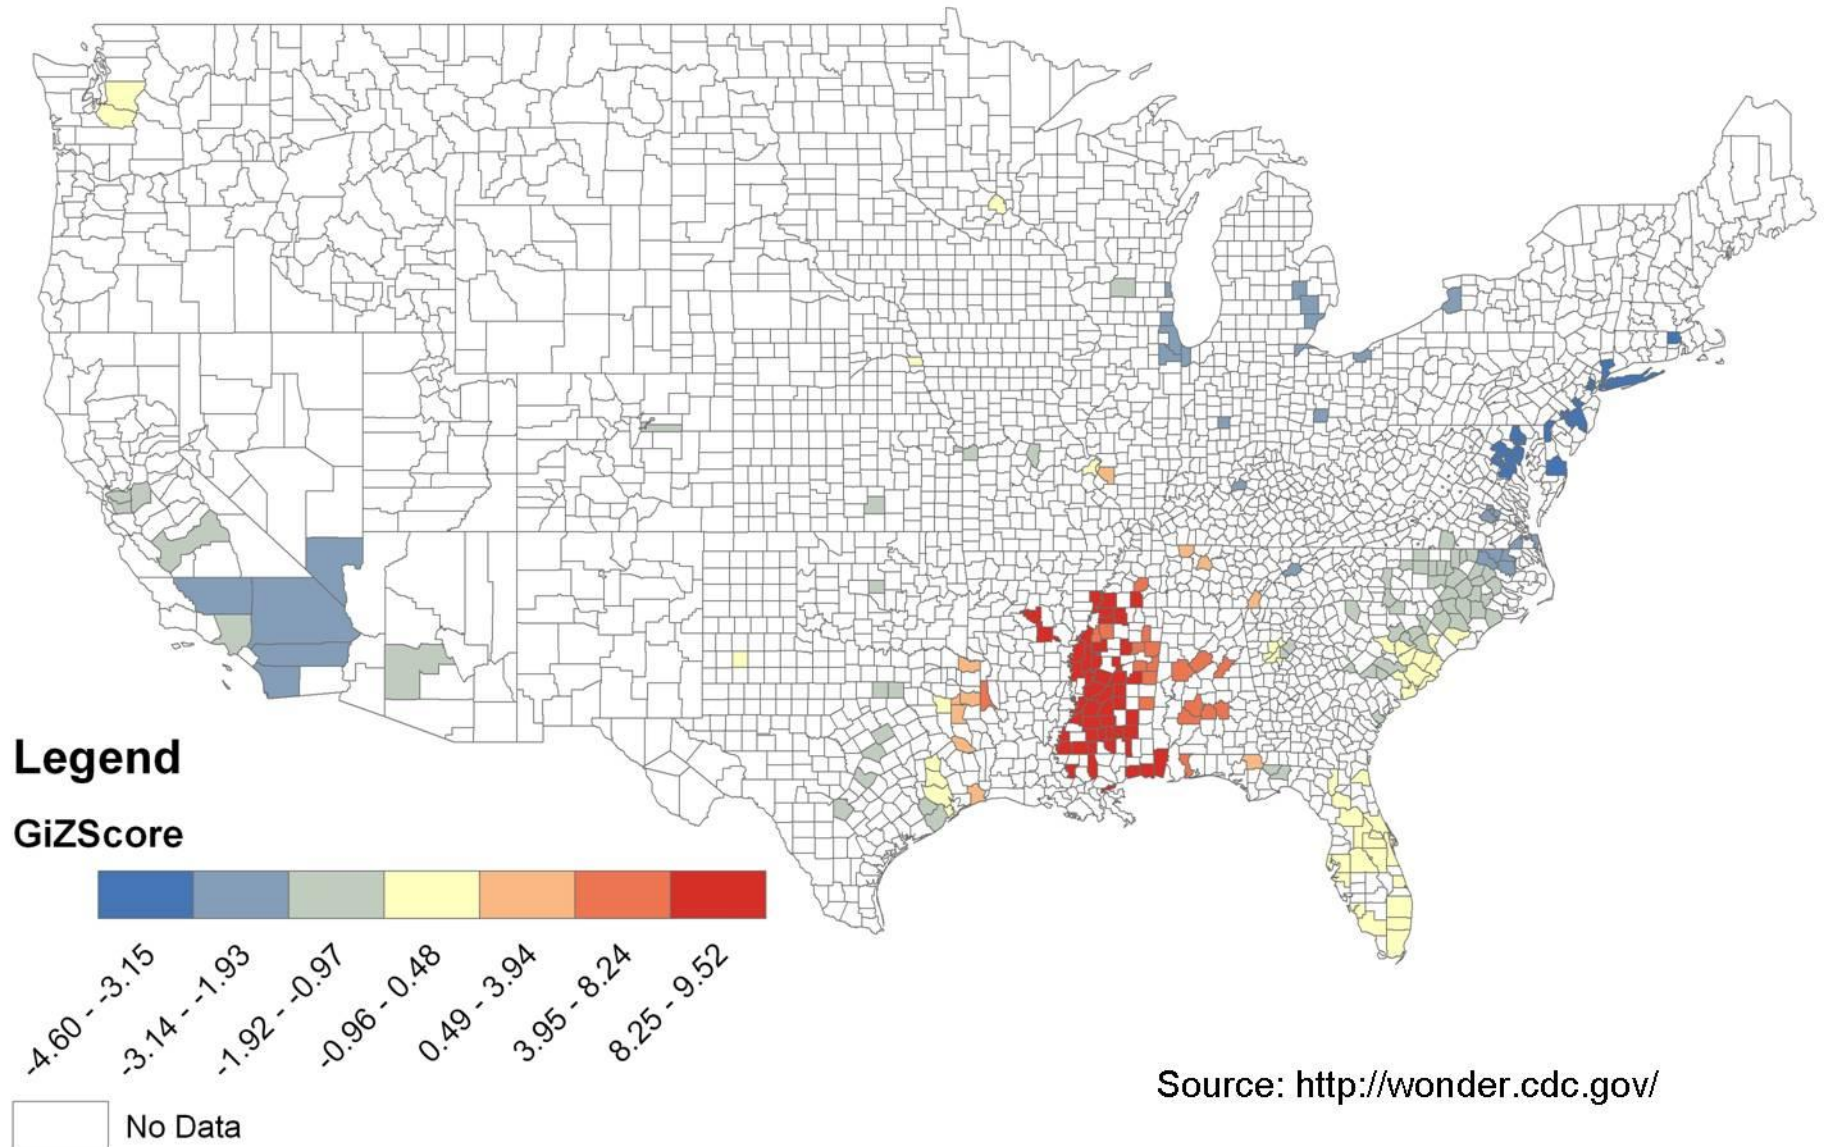 Legend
GiZScore
-4.60 - -3.15
-3.14 - -1.93
-1.92 - -0.97
-0.96 - 0.48
0.49 - 3.94
3.95 - 8.24
8.25 - 9.52
No Data
Source: http://wonder.cdc.gov/